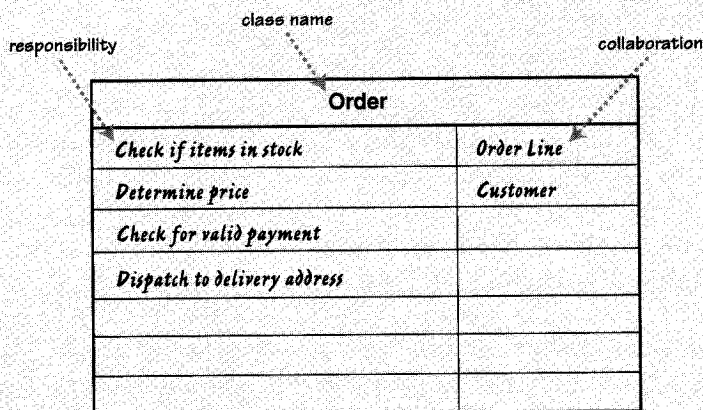 class name
responsibility
collaboration
Order
Check if items in stock
Order Line
Determine price
Customer
Check for valid payment
Dispatch to delivery address